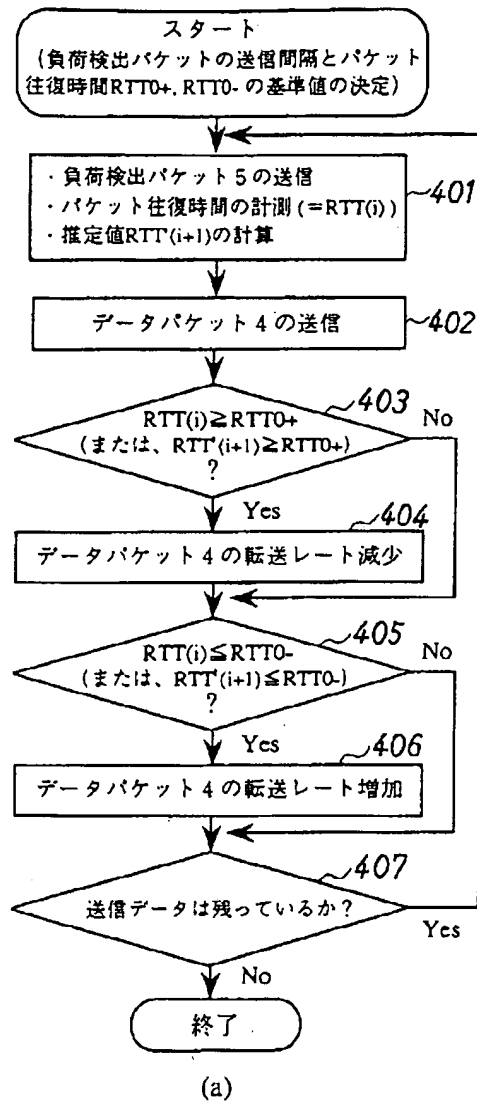 スタート
(負荷検出パケットの送信間隔とパケット
往復時間RTT0+, RTT0- の基準値の決定)
・負荷検出パケット5の送信
・パケット往復時間の計測 (=RTT(i))
・推定値RTT'(i+1)の計算
401
データパケット4の送信
402
403
RTT(i)≧RTT0+
(または、RTT'(i+1)≧RTT0+)
?
No
Yes
404
データパケット4の転送レート減少
405
RTT(i)≦RTT0-
(または、RTT'(i+1)≦RTT0-)
?
No
Yes
406
データパケット4の転送レート増加
407
送信データは残っているか?
Yes
No
終了
(a)